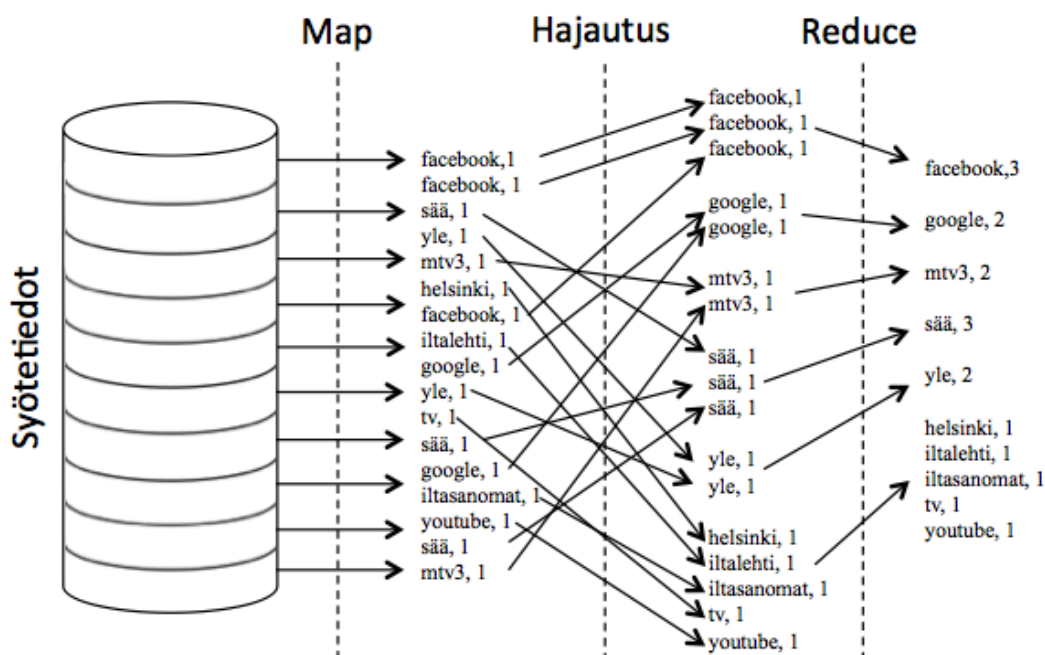 Map
Hajautus
Reduce
Syötetiedot
facebook,1
facebook, 1
sää, 1
yle, 1
mtv3, 1
helsinki, 1
facebook, 1
iltalehti, 1
google, 1
yle, 1
tv, 1
sää, 1
google, 1
iltasanomat, 1
youtube, 1
sää, 1
mtv3, 1
facebook,1
facebook, 1
facebook, 1
google, 1
google, 1
mtv3, 1
mtv3, 1
sää, 1
sää, 1
sää, 1
yle, 1
yle, 1
helsinki, 1
iltalehti, 1
iltasanomat, 1
tv, 1
youtube, 1
facebook,3
google, 2
mtv3, 2
sää, 3
yle, 2
helsinki, 1
iltalehti, 1
iltasanomat, 1
tv, 1
youtube, 1